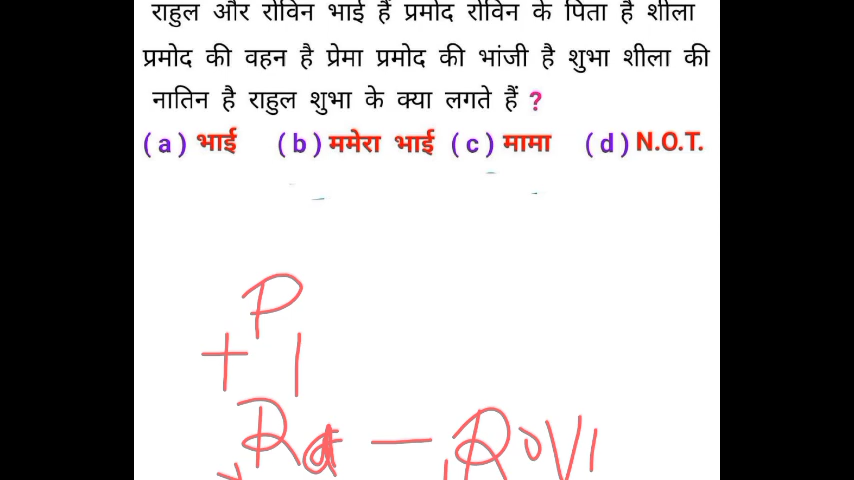 राहुल और रोविन भाई हैं प्रमोद रोविन के पिता है शीला
प्रमोद की वहन है प्रेमा प्रमोद की भांजी है शुभा शीला की
नातिन है राहुल शुभा के क्या लगते हैं ?
( a ) भाई ( b ) ममेरा भाई ( c ) मामा ( d ) N.O.T.
P
+ |
Ra — ROVI